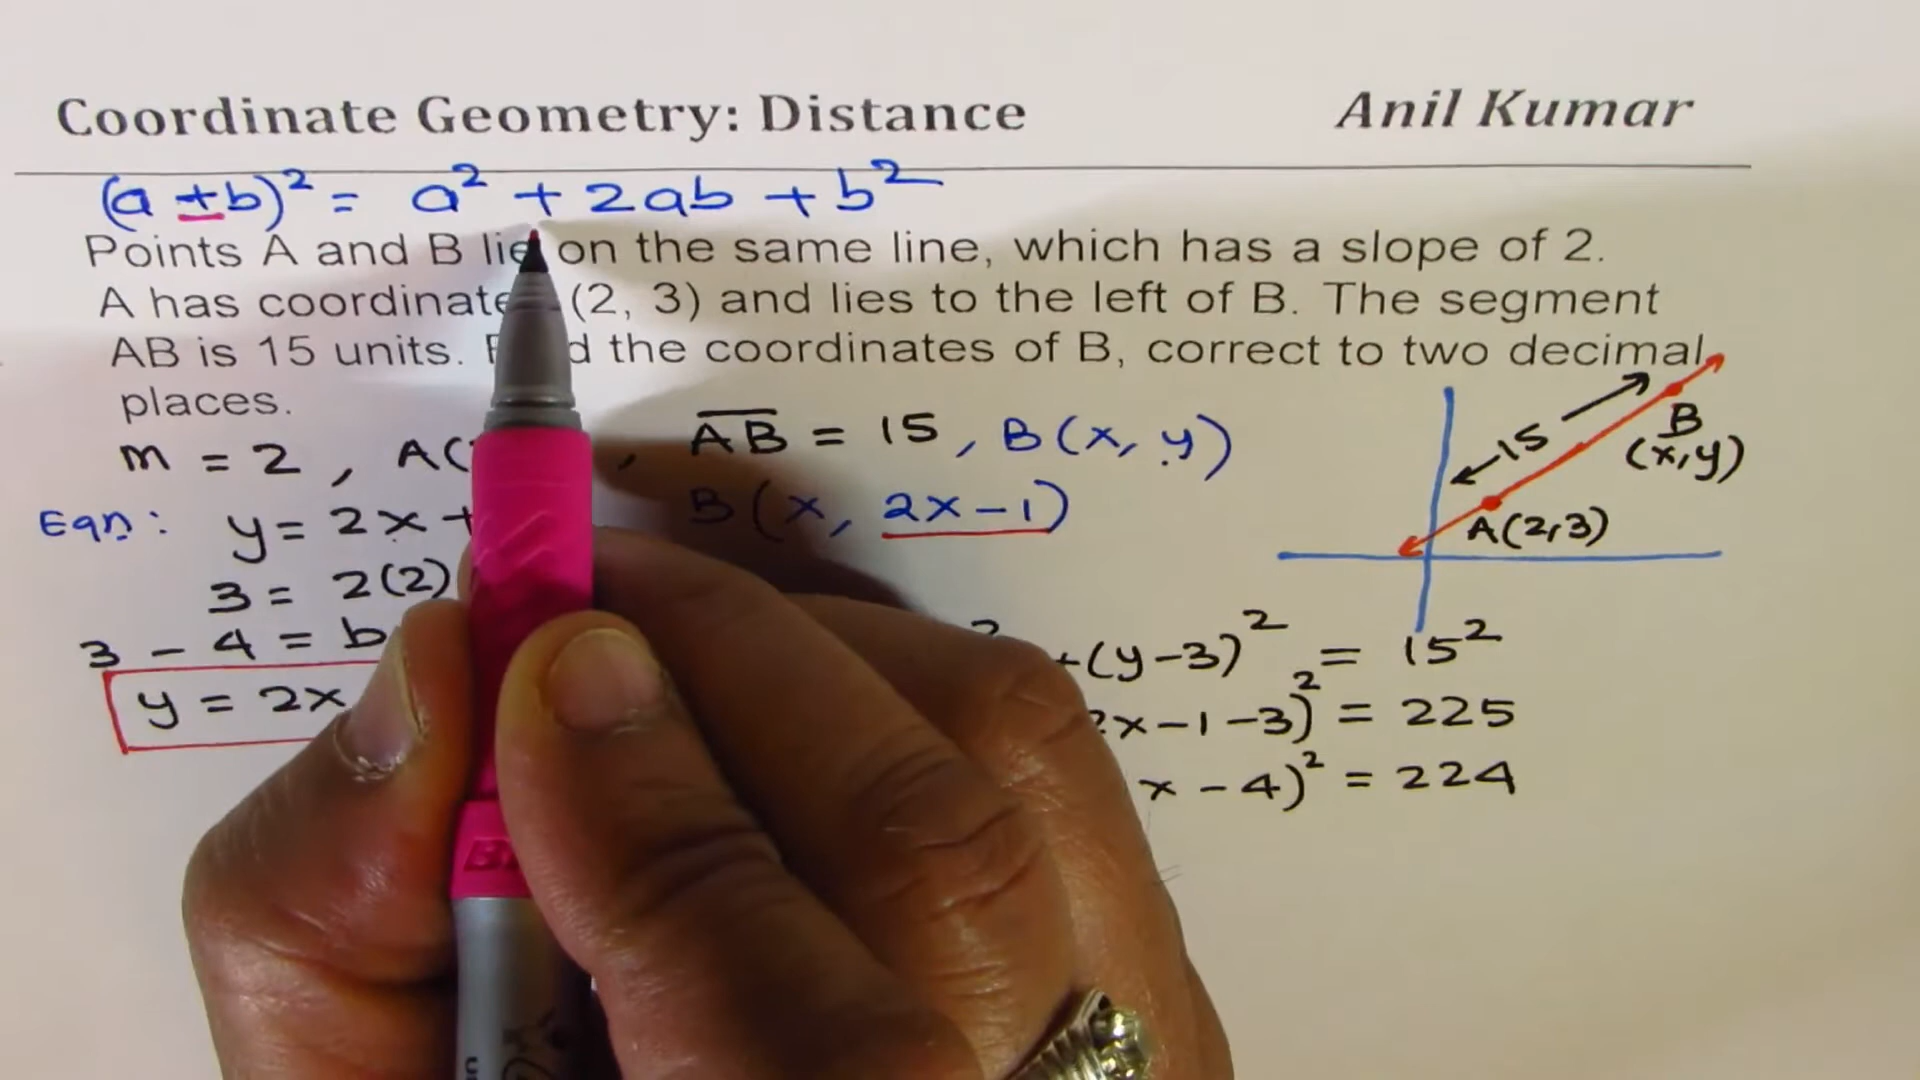 Coordinate Geometry: Distance
Anil Kumar
(a ± b)² = a² + 2ab + b²
Points A and B lie on the same line, which has a slope of 2.
A has coordinate (2, 3) and lies to the left of B. The segment
AB is 15 units. the coordinates of B, correct to two decimal
places.
m = 2 , A( , AB = 15 , B(x, y)
Eqn: y = 2x + B(x, 2x-1)
3 = 2(2)
3 - 4 = b
y = 2x
15
B
(x,y)
A(2,3)
+(y-3)² = 15²
2x-1-3)² = 225
x - 4)² = 224